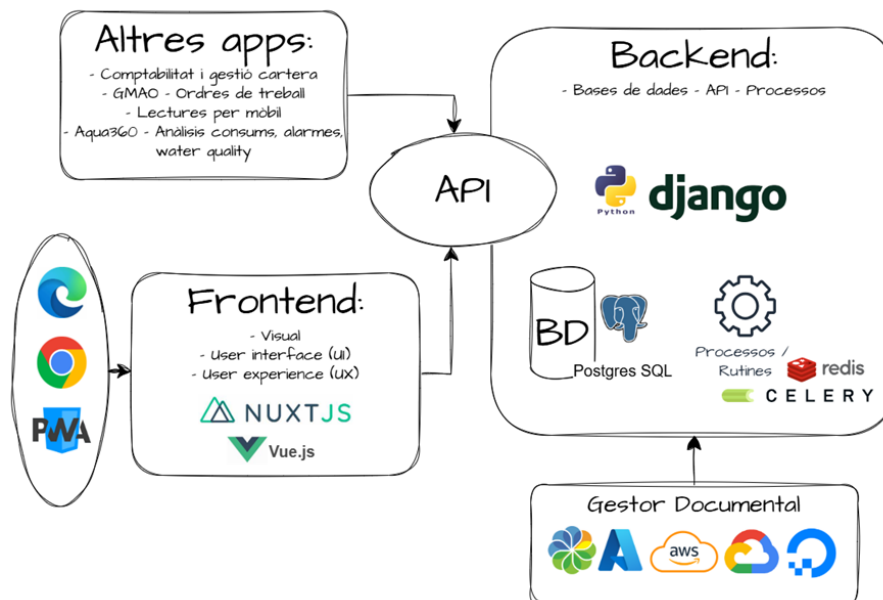 Altres apps:
- Comptabilitat i gestió cartera
- GMAO - Ordres de treball
- Lectures per mòbil
- Aqua360 - Anàlisis consums, alarmes,
water quality
Backend:
- Bases de dades - API - Processos
API
Python
django
Frontend:
- Visual
- User interface (UI)
- User experience (UX)
NUXTJS
Vue.js
PWA
BD
Postgres SQL
Processos /
Rutines
redis
CELERY
Gestor Documental
aws